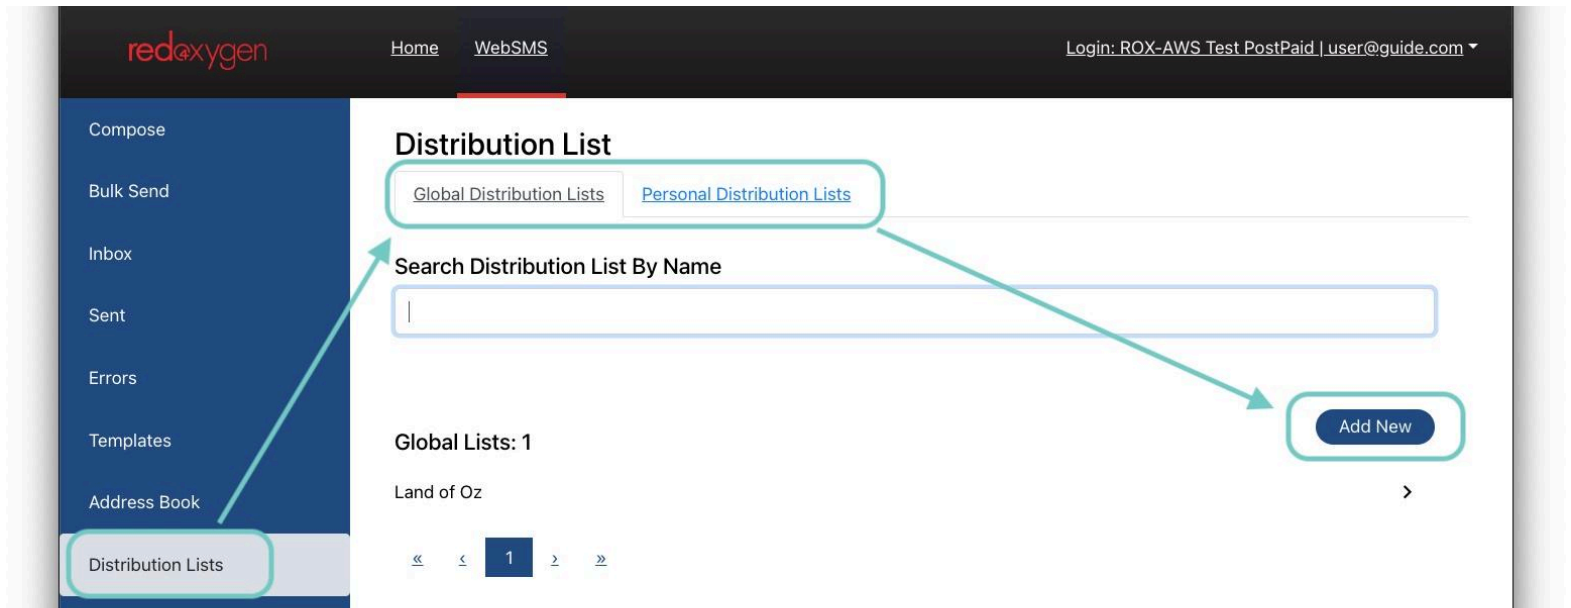 redoxygen
Home WebSMS Login: ROX-AWS Test PostPaid | user@guide.com
Compose
Bulk Send
Inbox
Sent
Errors
Templates
Address Book
Distribution Lists
Distribution List
Global Distribution Lists Personal Distribution Lists
Search Distribution List By Name
Add New
Global Lists: 1
Land of Oz
« ‹ 1 › »